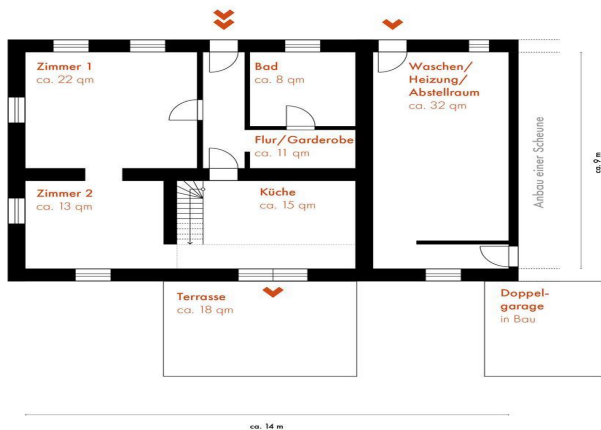 Zimmer 1
ca. 22 qm
Bad
ca. 8 qm
Waschen/
Heizung/
Abstellraum
ca. 32 qm
Flur/Garderobe
ca. 11 qm
Zimmer 2
ca. 13 qm
Küche
ca. 15 qm
Anbau einer Scheune
ca. 9 m
Terrasse
ca. 18 qm
Doppel-
garage
in Bau
ca. 14 m